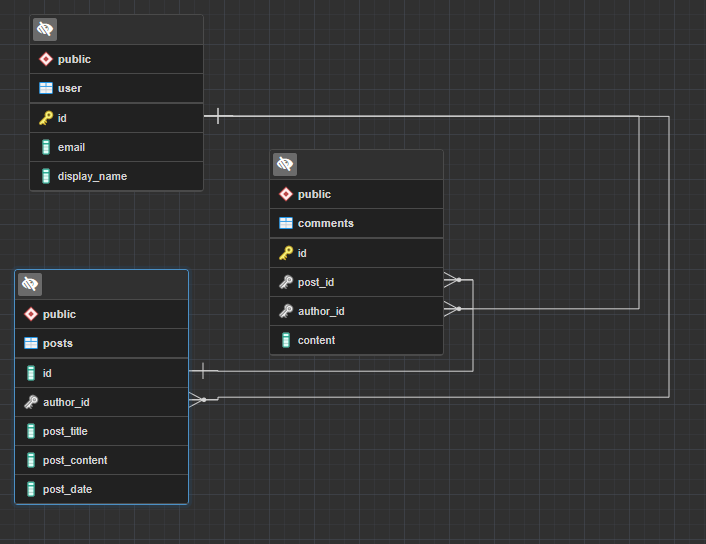 public
user
id
email
display_name
public
comments
id
post_id
author_id
content
public
posts
id
author_id
post_title
post_content
post_date